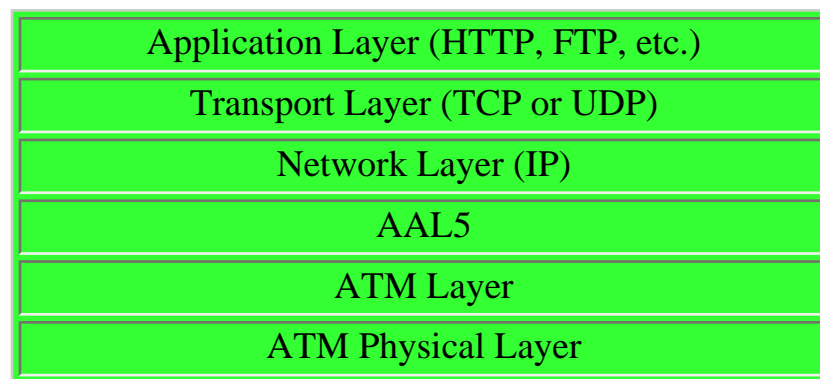 Application Layer (HTTP, FTP, etc.)
Transport Layer (TCP or UDP)
Network Layer (IP)
AAL5
ATM Layer
ATM Physical Layer